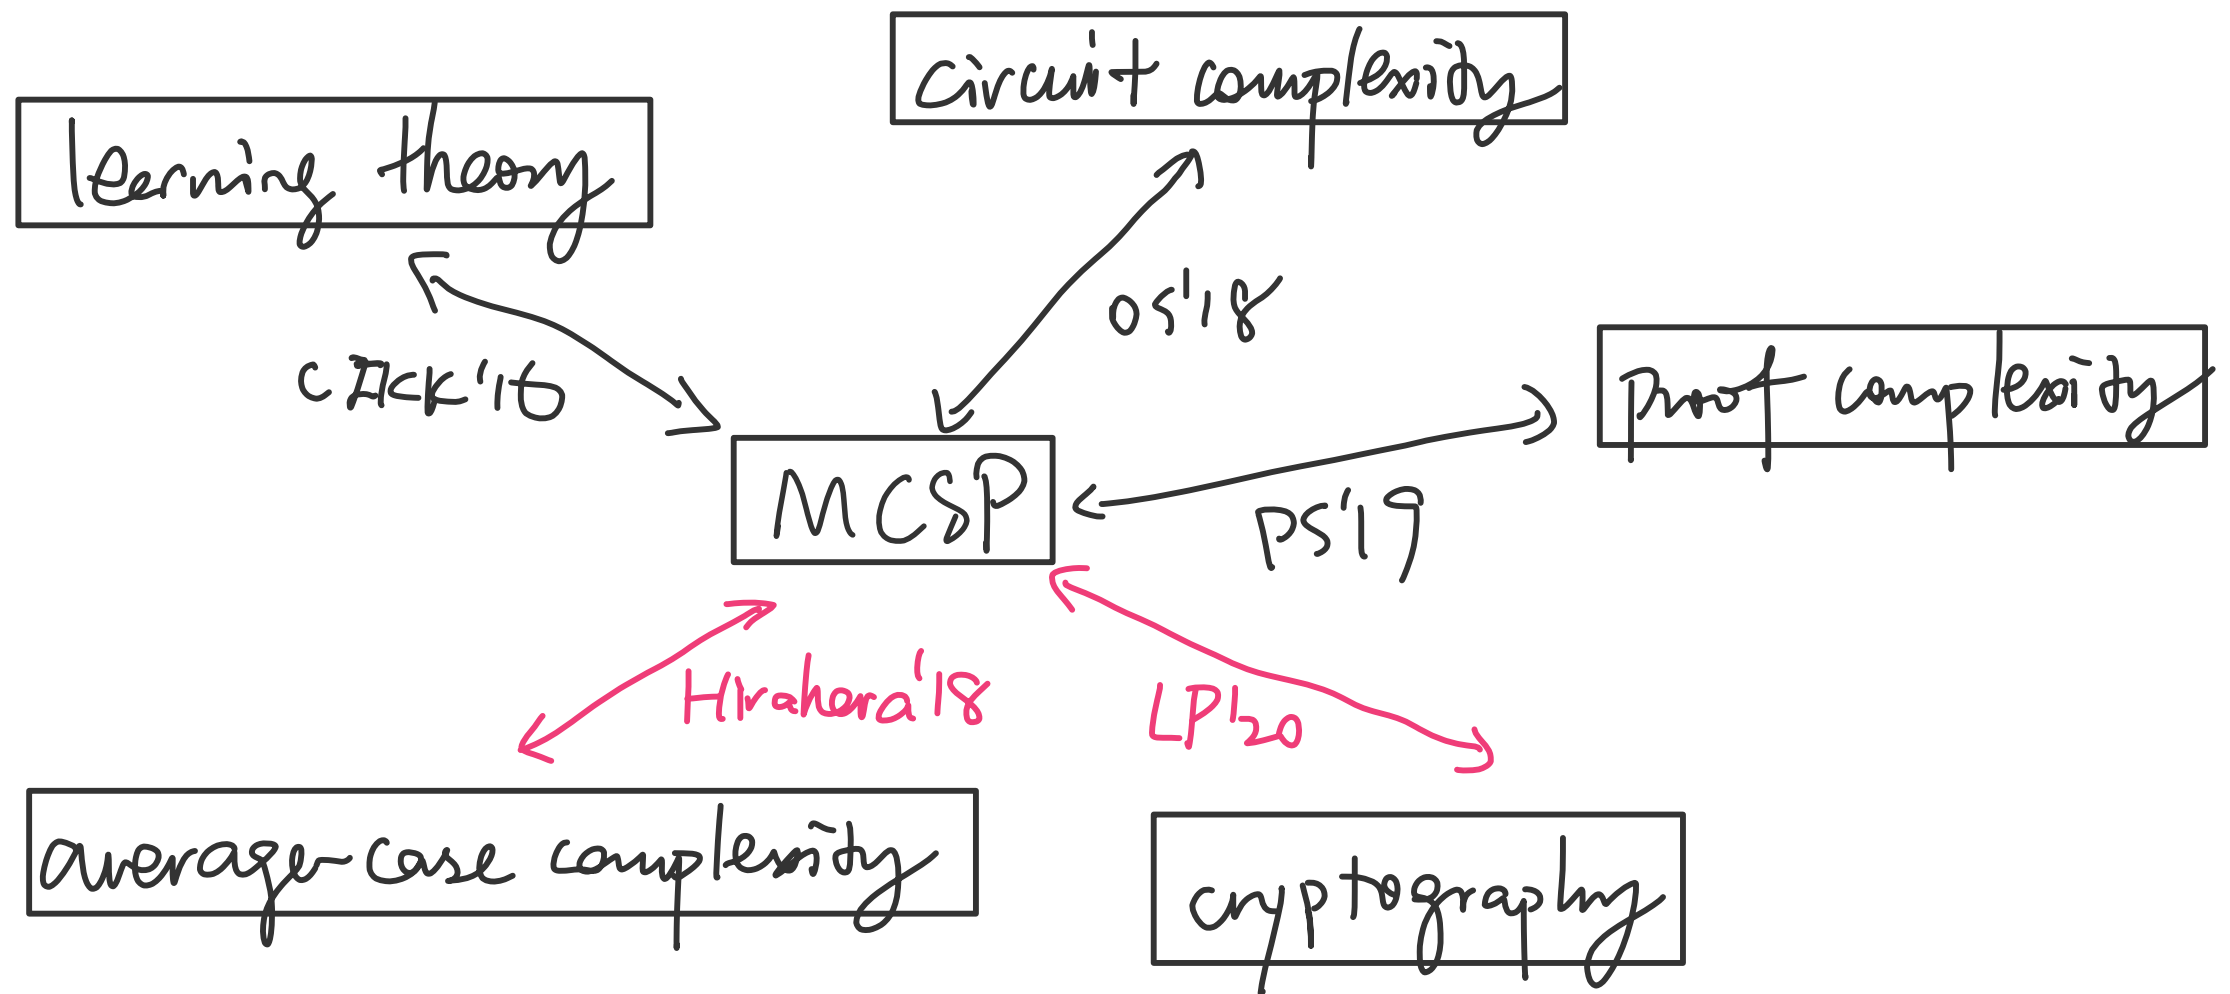 circuit complexity
lerning theory
OS'18
CIKK'16
proof complexity
MCSP
PS'19
Hirahara'18
LP'20
average-case complexity
cryptography